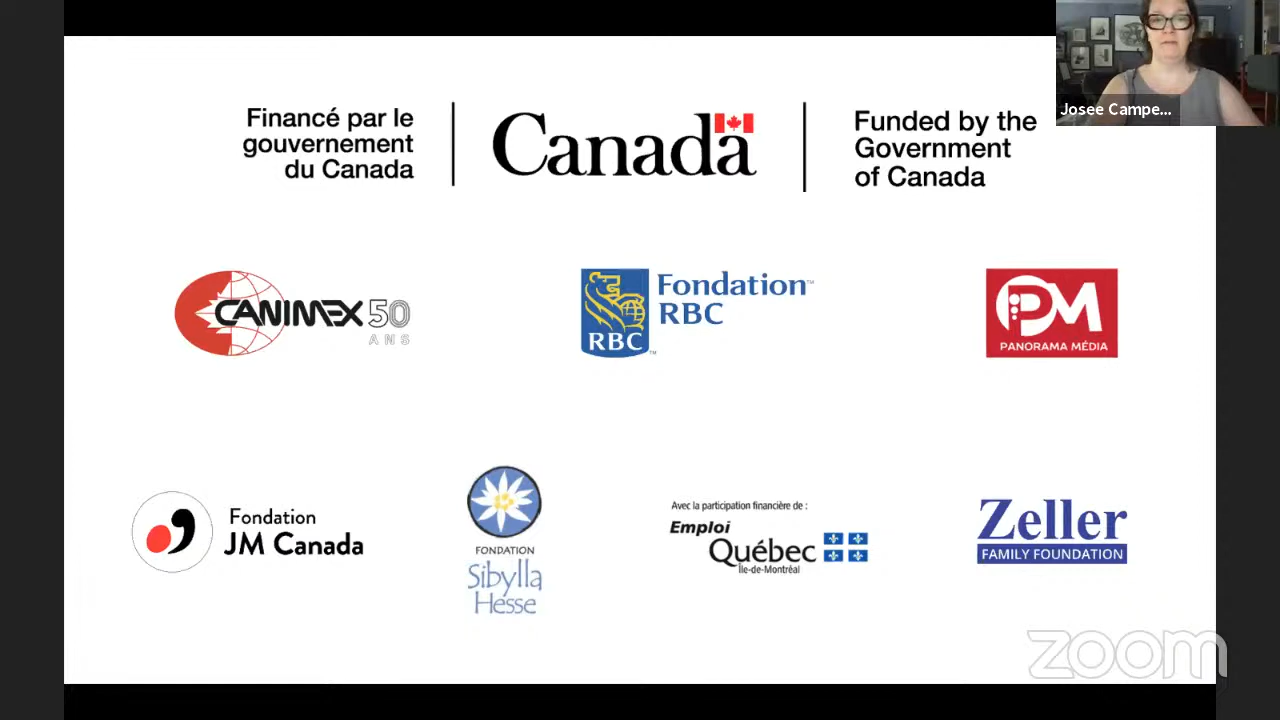 Josee Campe...
Financé par le
gouvernement
du Canada
Canada
Funded by the
Government
of Canada
CANIMEX 50
ANS
RBC
TM
Fondation™
RBC
PM
PANORAMA MÉDIA
Fondation
JM Canada
FONDATION
Sibylla
Hesse
Avec la participation financière de :
Emploi
Québec
Île-de-Montréal
Zeller
FAMILY FOUNDATION
zoom